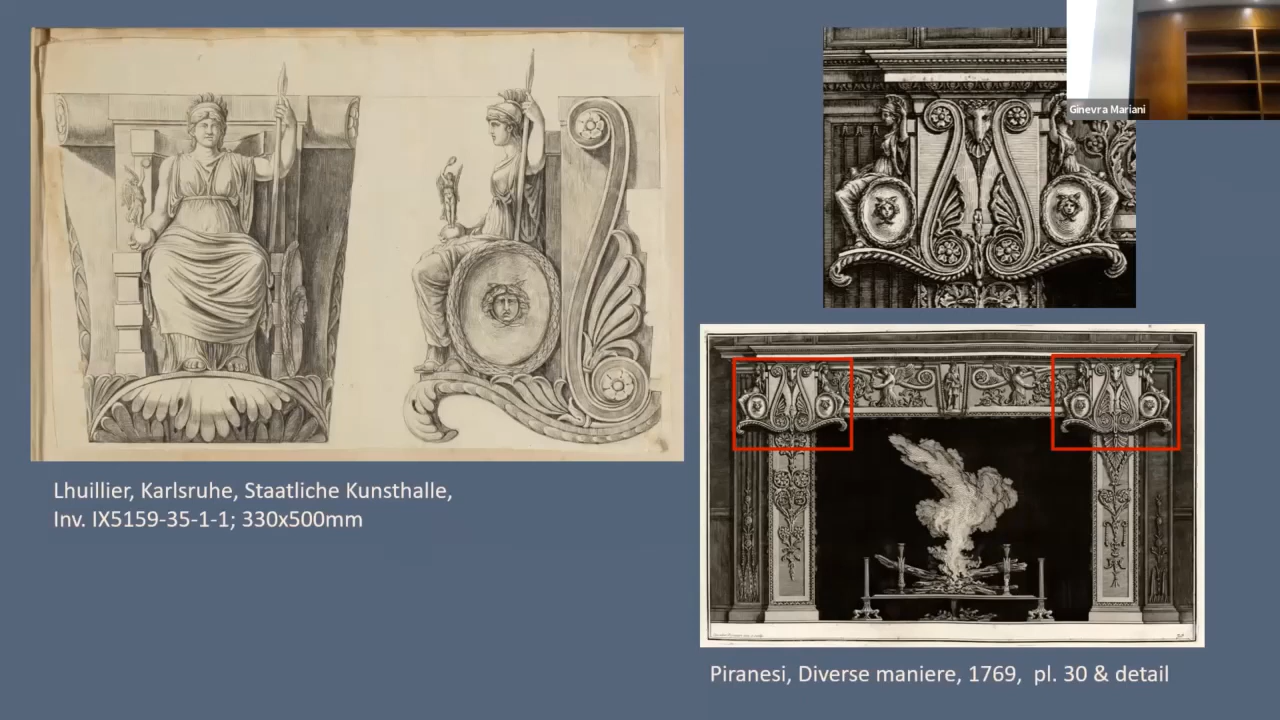 Ginevra Mariani
Lhuillier, Karlsruhe, Staatliche Kunsthalle,
Inv. IX5159-35-1-1; 330x500mm
Piranesi, Diverse maniere, 1769,  pl. 30 & detail